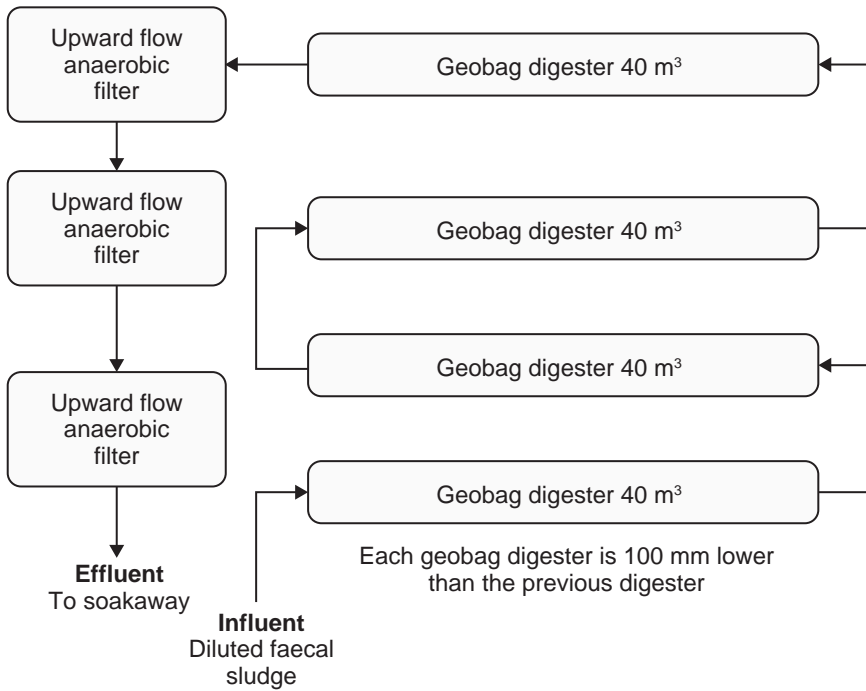 Upward flow
anaerobic
filter
Geobag digester 40 m³
Upward flow
anaerobic
filter
Geobag digester 40 m³
Geobag digester 40 m³
Upward flow
anaerobic
filter
Geobag digester 40 m³
Each geobag digester is 100 mm lower
than the previous digester
Effluent
To soakaway
Influent
Diluted faecal
sludge